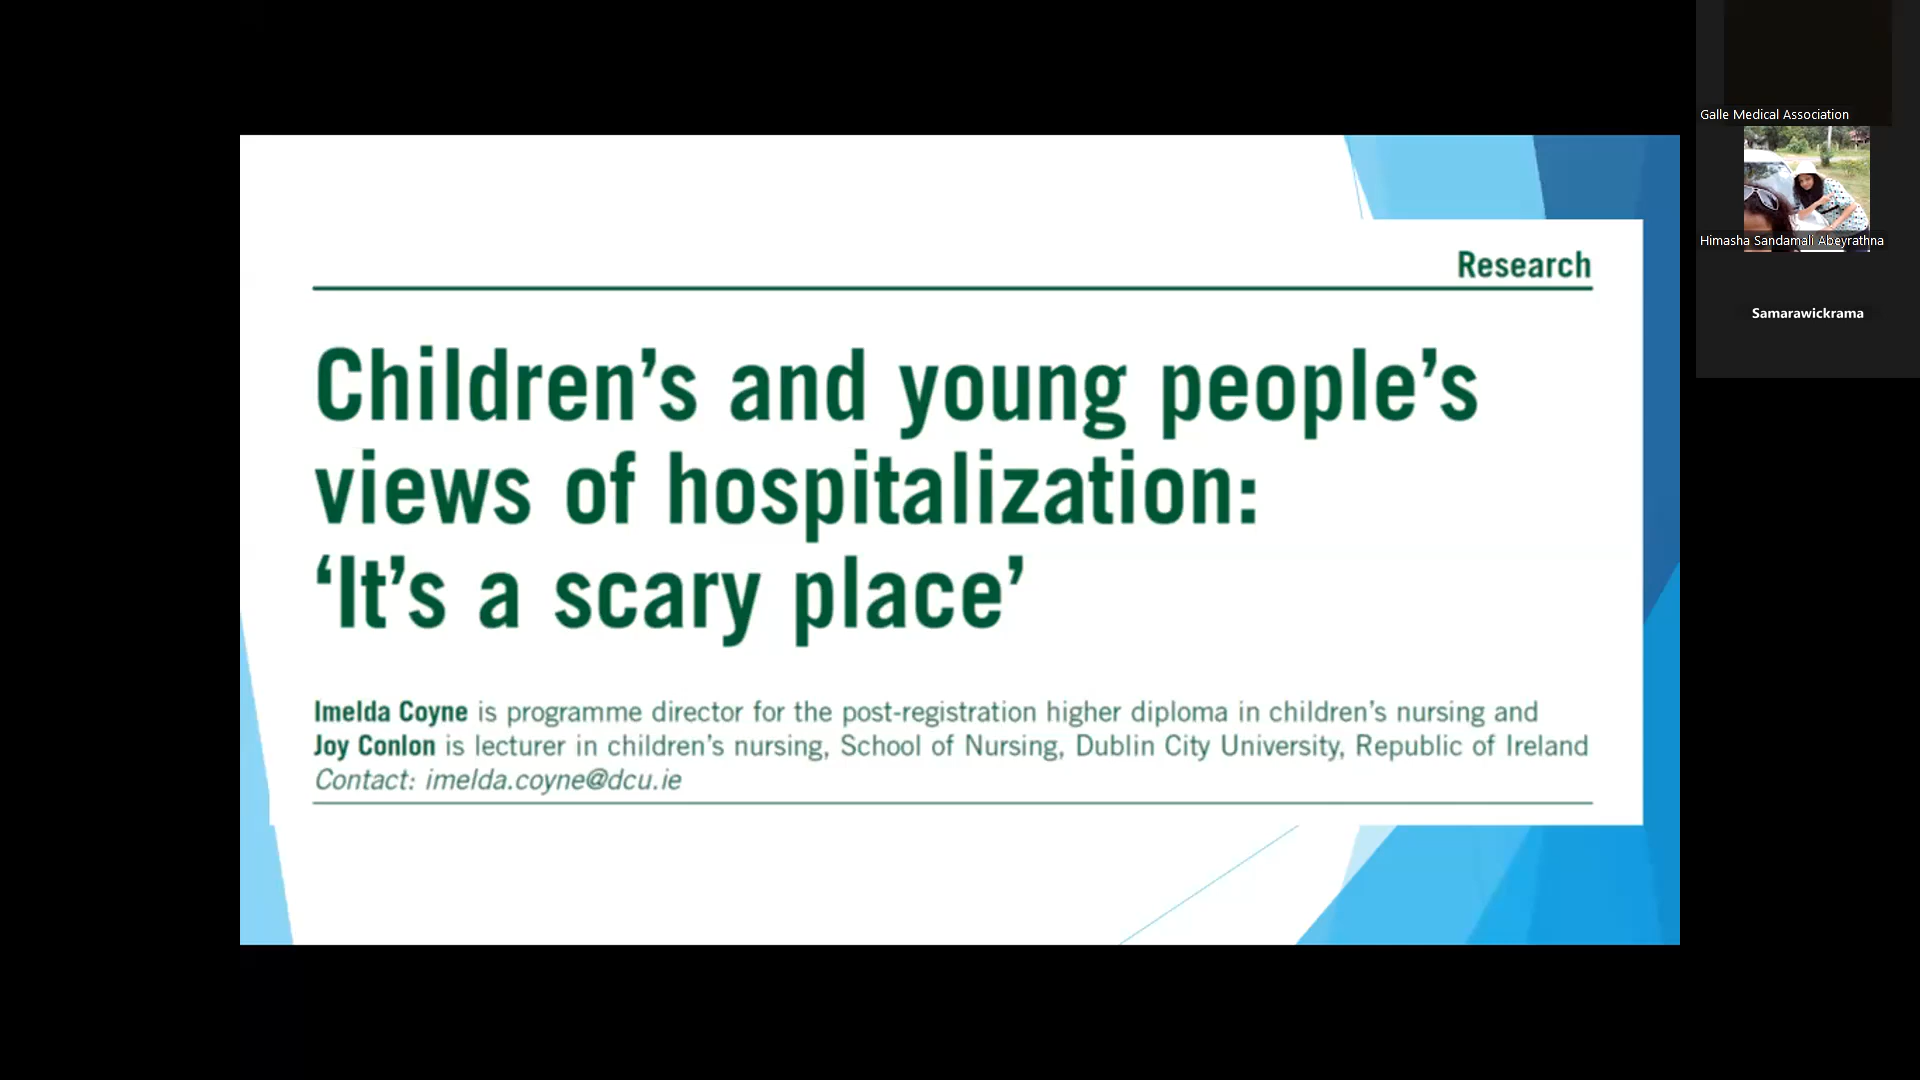 Galle Medical Association
Himasha Sandamali Abeyrathna
Samarawickrama
Research
Children’s and young people’s
views of hospitalization:
‘It’s a scary place’
Imelda Coyne is programme director for the post-registration higher diploma in children’s nursing and
Joy Conlon is lecturer in children’s nursing, School of Nursing, Dublin City University, Republic of Ireland
Contact: imelda.coyne@dcu.ie